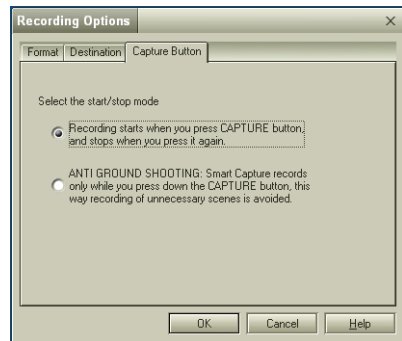 Recording Options
Format Destination Capture Button
Select the start/stop mode
Recording starts when you press CAPTURE button,
and stops when you press it again.
ANTI GROUND SHOOTING: Smart Capture records
only while you press down the CAPTURE button, this
way recording of unnecessary scenes is avoided.
OK Cancel Help